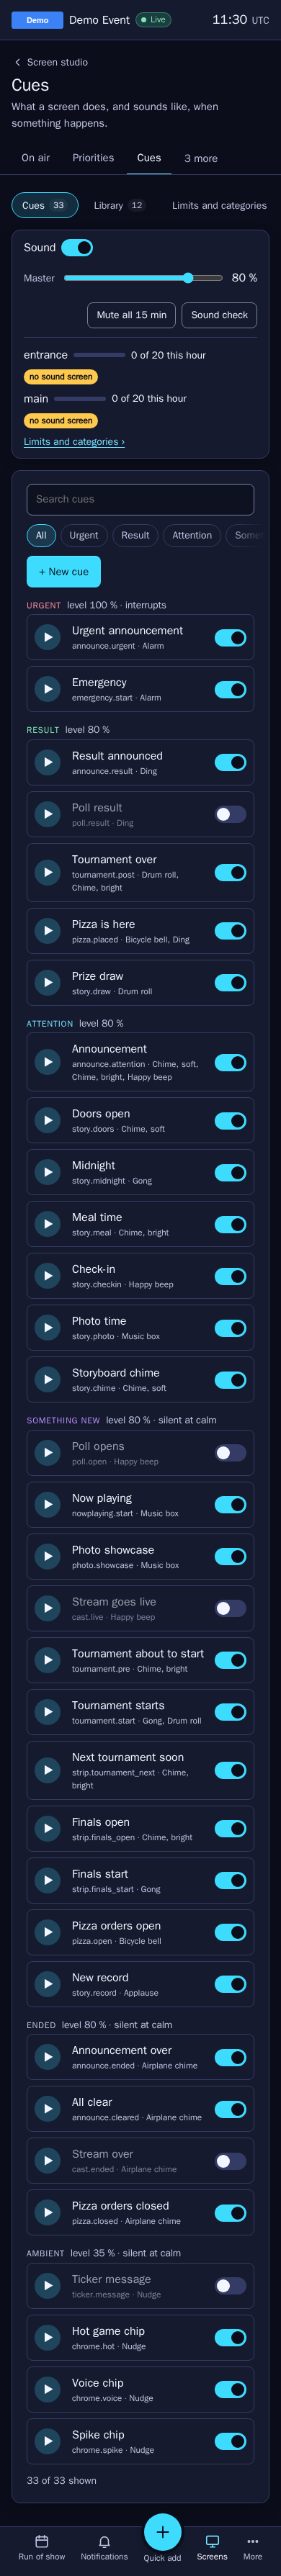 Demo Demo Event Live 11:30 UTC
Screen studio
Cues
What a screen does, and sounds like, when
something happens.
On air Priorities Cues 3 more
Cues 33 Library 12 Limits and categories
Sound
Master 80 %
Mute all 15 min Sound check
entrance 0 of 20 this hour
no sound screen
main 0 of 20 this hour
no sound screen
Limits and categories ›
Search cues
All Urgent Result Attention
+ New cue
URGENT level 100 % · interrupts
Urgent announcement
announce.urgent · Alarm
Emergency
emergency.start · Alarm
RESULT level 80 %
Result announced
announce.result · Ding
Poll result
poll.result · Ding
Tournament over
tournament.post · Drum roll,
Chime, bright
Pizza is here
pizza.placed · Bicycle bell, Ding
Prize draw
story.draw · Drum roll
ATTENTION level 80 %
Announcement
announce.attention · Chime, soft,
Chime, bright, Happy beep
Doors open
story.doors · Chime, soft
Midnight
story.midnight · Gong
Meal time
story.meal · Chime, bright
Check-in
story.checkin · Happy beep
Photo time
story.photo · Music box
Storyboard chime
story.chime · Chime, soft
SOMETHING NEW level 80 % · silent at calm
Poll opens
poll.open · Happy beep
Now playing
nowplaying.start · Music box
Photo showcase
photo.showcase · Music box
Stream goes live
cast.live · Happy beep
Tournament about to start
tournament.pre · Chime, bright
Tournament starts
tournament.start · Gong, Drum roll
Next tournament soon
strip.tournament_next · Chime,
bright
Finals open
strip.finals_open · Chime, bright
Finals start
strip.finals_start · Gong
Pizza orders open
pizza.open · Bicycle bell
New record
story.record · Applause
ENDED level 80 % · silent at calm
Announcement over
announce.ended · Airplane chime
All clear
announce.cleared · Airplane chime
Stream over
cast.ended · Airplane chime
Pizza orders closed
pizza.closed · Airplane chime
AMBIENT level 35 % · silent at calm
Ticker message
ticker.message · Nudge
Hot game chip
chrome.hot · Nudge
Voice chip
chrome.voice · Nudge
Spike chip
chrome.spike · Nudge
33 of 33 shown
Run of show Notifications Quick add Screens More